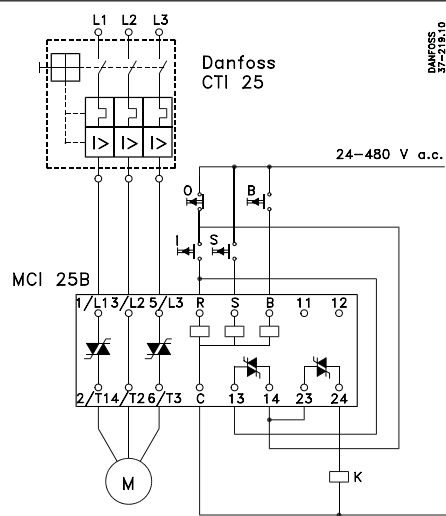 L1 L2 L3
DANFOSS
37-219.10
Danfoss
CTI 25
I> I> I>
24-480 V a.c.
O B
I S
MCI 25B
1/L1 3/L2 5/L3 R S B 11 12
2/T1 4/T2 6/T3 C 13 14 23 24
K
M